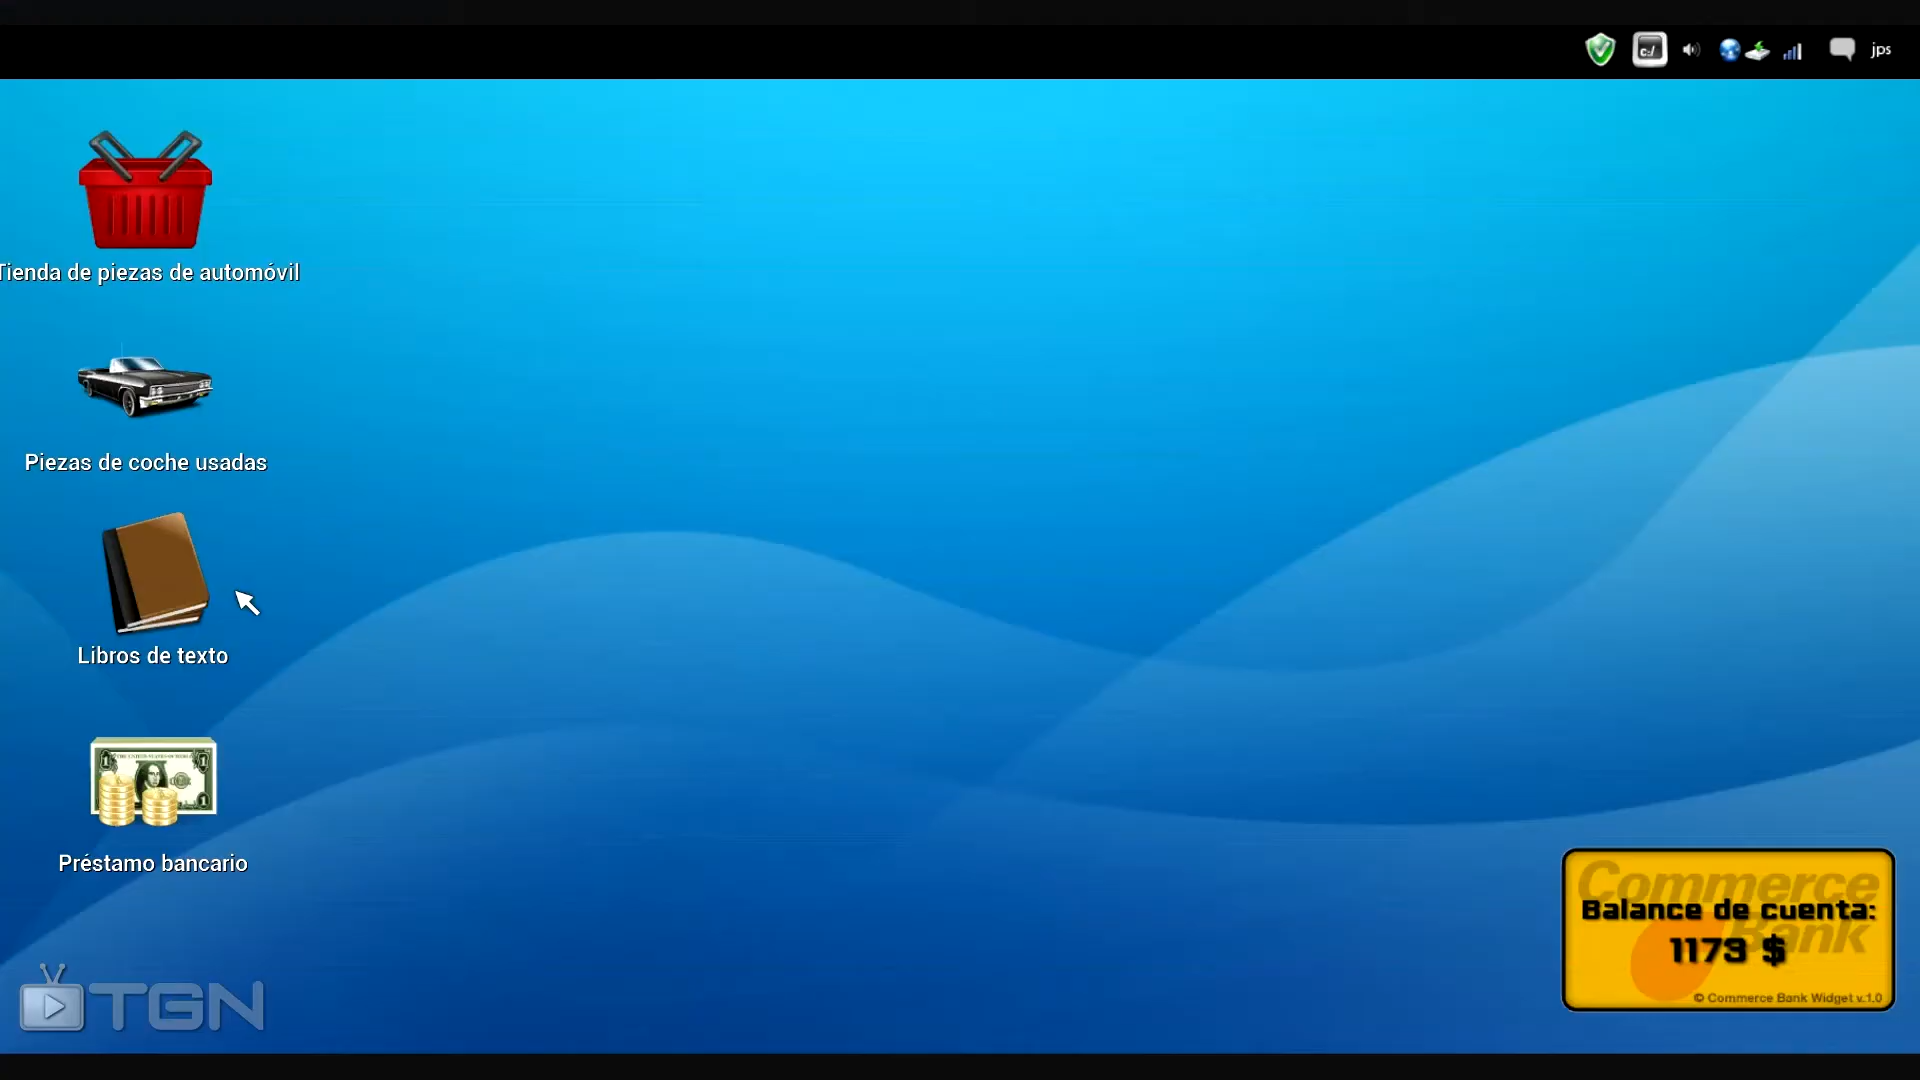 c:/
jps
Tienda de piezas de automóvil
Piezas de coche usadas
Libros de texto
Préstamo bancario
Commerce Bank
Balance de cuenta:
1173 $
© Commerce Bank Widget v.1.0
TGN